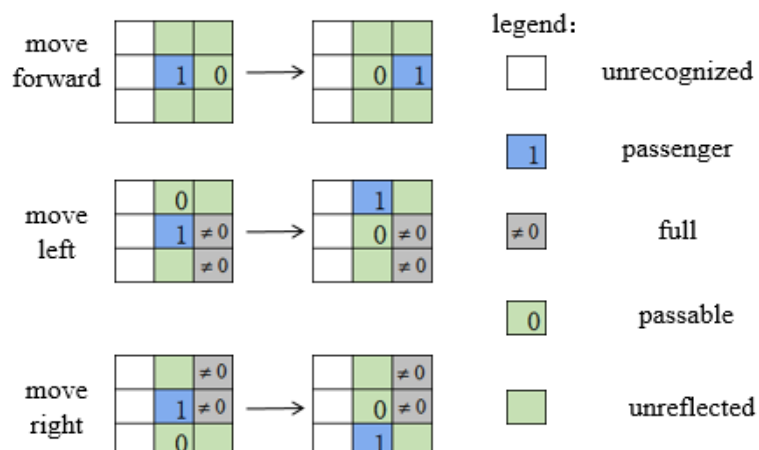 move
forward
1 0
0 1
move
left
0
1 ≠0
≠0
1
0 ≠0
≠0
move
right
≠0
1 ≠0
0
≠0
0 ≠0
1
legend:
unrecognized
1 passenger
≠0 full
0 passable
unreflected